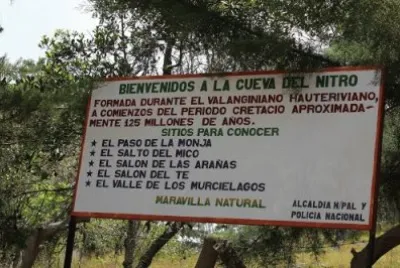 BIENVENIDOS A LA CUEVA DEL NITRO
FORMADA DURANTE EL VALANGINIANO HAUTERIVIANO,
A COMIENZOS DEL PERIODO CRETACIO APROXIMADA-
MENTE 125 MILLONES DE AÑOS.
SITIOS PARA CONOCER
★ EL PASO DE LA MONJA
★ EL SALTO DEL MICO
★ EL SALON DE LAS ARAÑAS
★ EL SALON DEL TE
★ EL VALLE DE LOS MURCIELAGOS
MARAVILLA NATURAL
ALCALDIA M/PAL Y
POLICIA NACIONAL